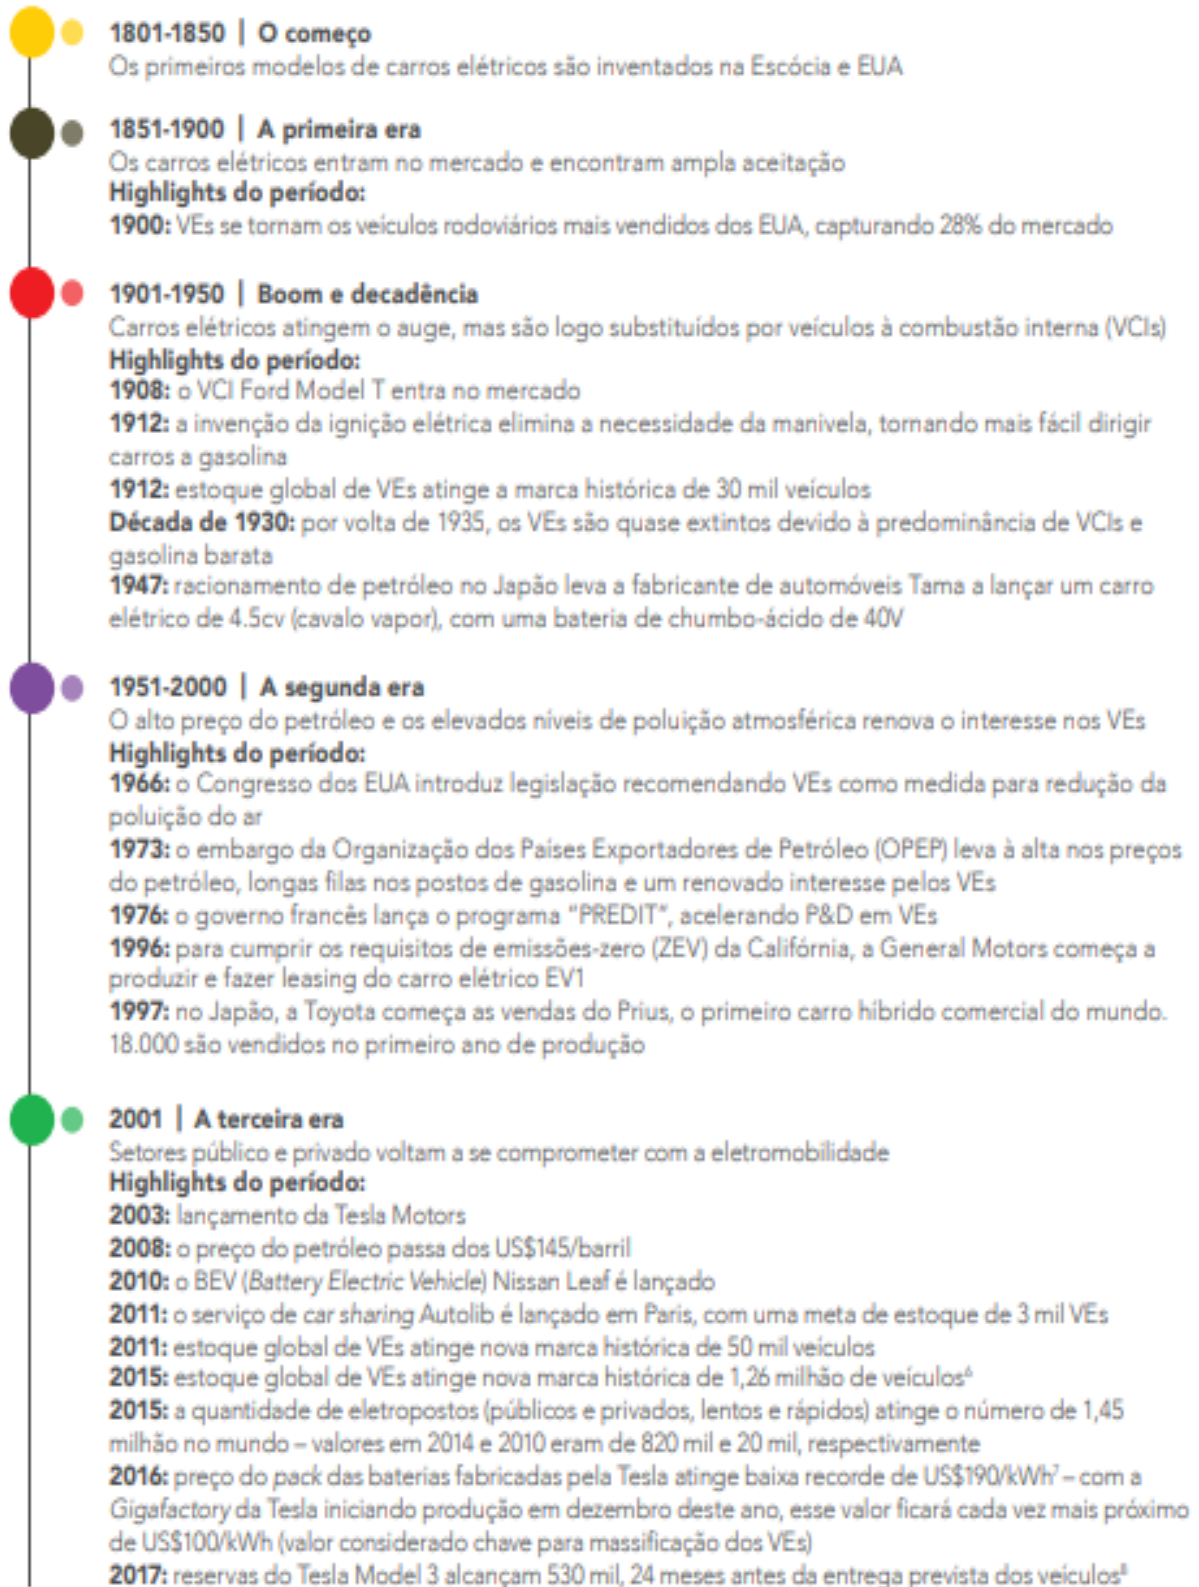 1801-1850 | O começo
Os primeiros modelos de carros elétricos são inventados na Escócia e EUA
1851-1900 | A primeira era
Os carros elétricos entram no mercado e encontram ampla aceitação
Highlights do período:
1900: VEs se tornam os veículos rodoviários mais vendidos dos EUA, capturando 28% do mercado
1901-1950 | Boom e decadência
Carros elétricos atingem o auge, mas são logo substituídos por veículos à combustão interna (VCIs)
Highlights do período:
1908: o VCI Ford Model T entra no mercado
1912: a invenção da ignição elétrica elimina a necessidade da manivela, tornando mais fácil dirigir
carros a gasolina
1912: estoque global de VEs atinge a marca histórica de 30 mil veículos
Década de 1930: por volta de 1935, os VEs são quase extintos devido à predominância de VCIs e
gasolina barata
1947: racionamento de petróleo no Japão leva a fabricante de automóveis Tama a lançar um carro
elétrico de 4.5cv (cavalo vapor), com uma bateria de chumbo-ácido de 40V
1951-2000 | A segunda era
O alto preço do petróleo e os elevados níveis de poluição atmosférica renova o interesse nos VEs
Highlights do período:
1966: o Congresso dos EUA introduz legislação recomendando VEs como medida para redução da
poluição do ar
1973: o embargo da Organização dos Países Exportadores de Petróleo (OPEP) leva à alta nos preços
do petróleo, longas filas nos postos de gasolina e um renovado interesse pelos VEs
1976: o governo francês lança o programa “PREDIT”, acelerando P&D em VEs
1996: para cumprir os requisitos de emissões-zero (ZEV) da Califórnia, a General Motors começa a
produzir e fazer leasing do carro elétrico EV1
1997: no Japão, a Toyota começa as vendas do Prius, o primeiro carro híbrido comercial do mundo.
18.000 são vendidos no primeiro ano de produção
2001 | A terceira era
Setores público e privado voltam a se comprometer com a eletromobilidade
Highlights do período:
2003: lançamento da Tesla Motors
2008: o preço do petróleo passa dos US$145/barril
2010: o BEV (Battery Electric Vehicle) Nissan Leaf é lançado
2011: o serviço de car sharing Autolib é lançado em Paris, com uma meta de estoque de 3 mil VEs
2011: estoque global de VEs atinge nova marca histórica de 50 mil veículos
2015: estoque global de VEs atinge nova marca histórica de 1,26 milhão de veículos⁶
2015: a quantidade de eletropostos (públicos e privados, lentos e rápidos) atinge o número de 1,45
milhão no mundo – valores em 2014 e 2010 eram de 820 mil e 20 mil, respectivamente
2016: preço do pack das baterias fabricadas pela Tesla atinge baixa recorde de US$190/kWh⁷ – com a
Gigafactory da Tesla iniciando produção em dezembro deste ano, esse valor ficará cada vez mais próximo
de US$100/kWh (valor considerado chave para massificação dos VEs)
2017: reservas do Tesla Model 3 alcançam 530 mil, 24 meses antes da entrega prevista dos veículos⁸